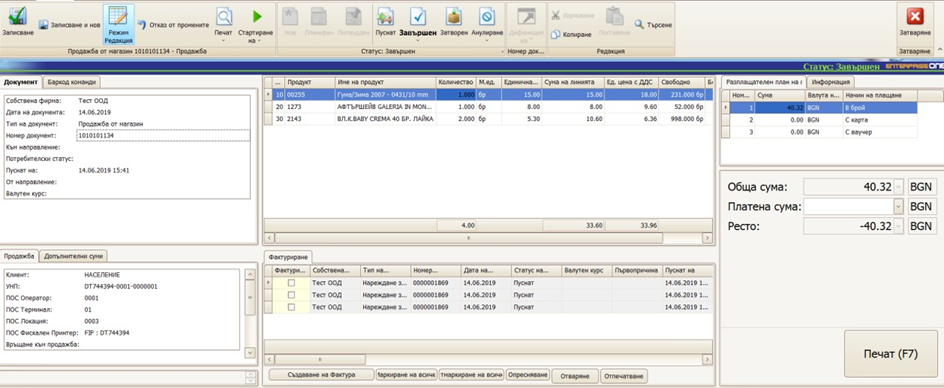 Записване
Записване и нов
Режим Редакция
Отказ от промените
Печат
Стартиране на
Нов
Планиран
Потвърден
Пуснат
Завършен
Затворен
Анулиране
Дефиниция на
Изрязване
Копиране
Поставяне
Търсене
Затваряне
Продажба от магазин 1010101134 - Продажба
Статус: Завършен
Номер док...
Редакция
Затваряне
Статус: Завършен ENTERPRISEONE
Документ Баркод команди
Собствена фирма: Тест ООД
Дата на документа: 14.06.2019
Тип на документа: Продажба от магазин
Номер документ: 1010101134
Към направление:
Потребителски статус:
Пуснат на: 14.06.2019 15:41
От направление:
Валутен курс:
... Продукт Име на продукт Количество М.ед. Единична... Сума на линията Ед. цена с ДДС Свободно
10 00255 Гума/Зима 2007 - 0431/10 mm 1.000 бр 15.00 15.00 18.00 231.000 бр
20 1273 АФТЪРШЕЙВ GALERIA IN MON... 1.000 бр 8.00 8.00 9.60 52.000 бр
30 2143 ВЛ.К.BABY CREMA 40 БР. ЛАЙКА 2.000 бр 5.30 10.60 6.36 998.000 бр
4.00 33.60 33.96
Разплащателен план на Информация
Ном... Сума Валута н... Начин на плащане
1 40.32 BGN В брой
2 0.00 BGN С карта
3 0.00 BGN С ваучер
Обща сума: 40.32 BGN
Платена сума: BGN
Ресто: -40.32 BGN
Продажба Допълнителни суми
Клиент: НАСЕЛЕНИЕ
УНП: DT744394-0001-0000001
ПОС Оператор: 0001
ПОС Терминал: 01
ПОС Локация: 0003
ПОС Фискален Принтер: FIP : DT744394
Връщане към продажба:
Фактуриране
Фактури... Собствена... Тип на... Номер... Дата на... Статус на... Валутен курс Първопричина Пуснат на
Тест ООД Нареждане з... 0000001869 14.06.2019 Пуснат 14.06.2019 1...
Тест ООД Нареждане з... 0000001869 14.06.2019 Пуснат 14.06.2019 1...
Тест ООД Нареждане з... 0000001869 14.06.2019 Пуснат 14.06.2019 1...
Създаване на Фактура
аркиране на всичк
тмаркиране на всичк
Опресняване
Отваряне
Отпечатване
Печат (F7)